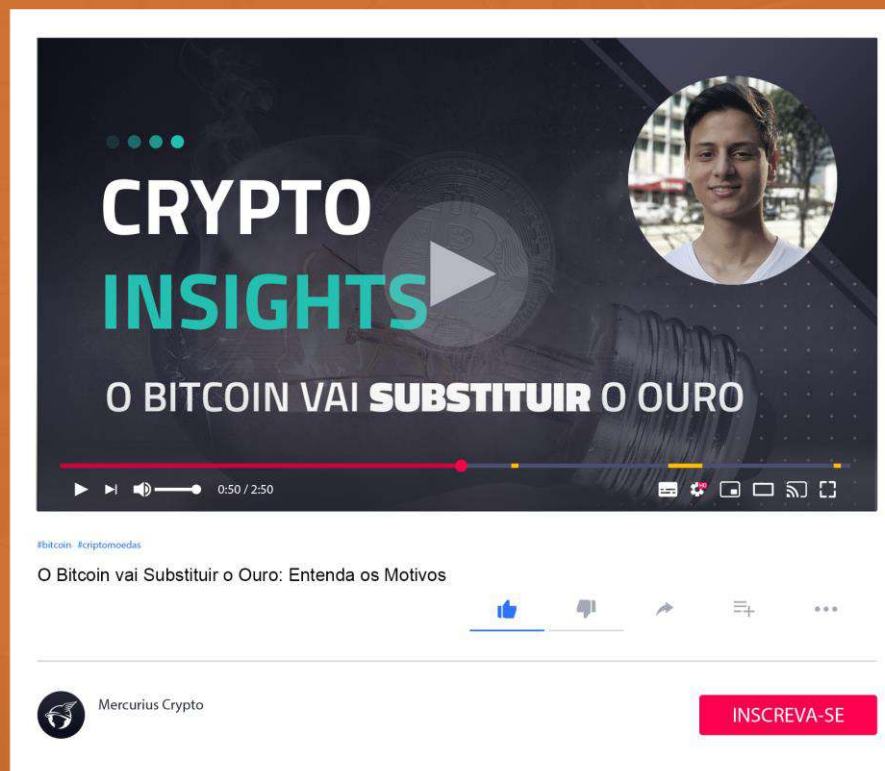 CRYPTO
INSIGHTS
O BITCOIN VAI SUBSTITUIR O OURO
0:50 / 2:50
#bitcoin #criptomoedas
O Bitcoin vai Substituir o Ouro: Entenda os Motivos
Mercurius Crypto
INSCREVA-SE